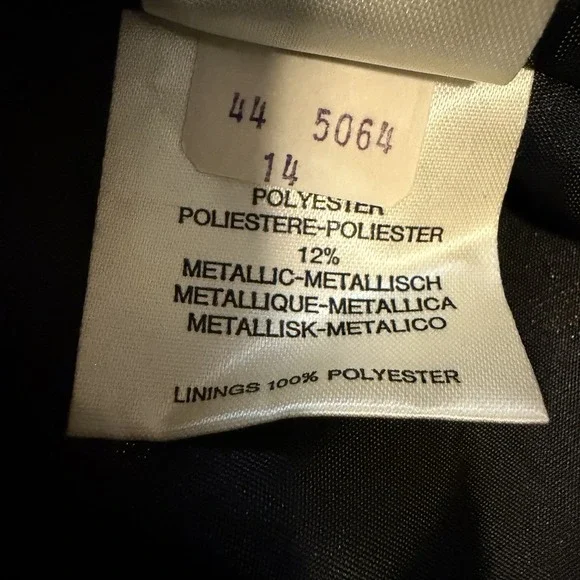 44 5064
14
POLYESTER
POLIESTERE-POLIESTER
12%
METALLIC-METALLISCH
METALLIQUE-METALLICA
METALLISK-METALICO
LININGS 100% POLYESTER